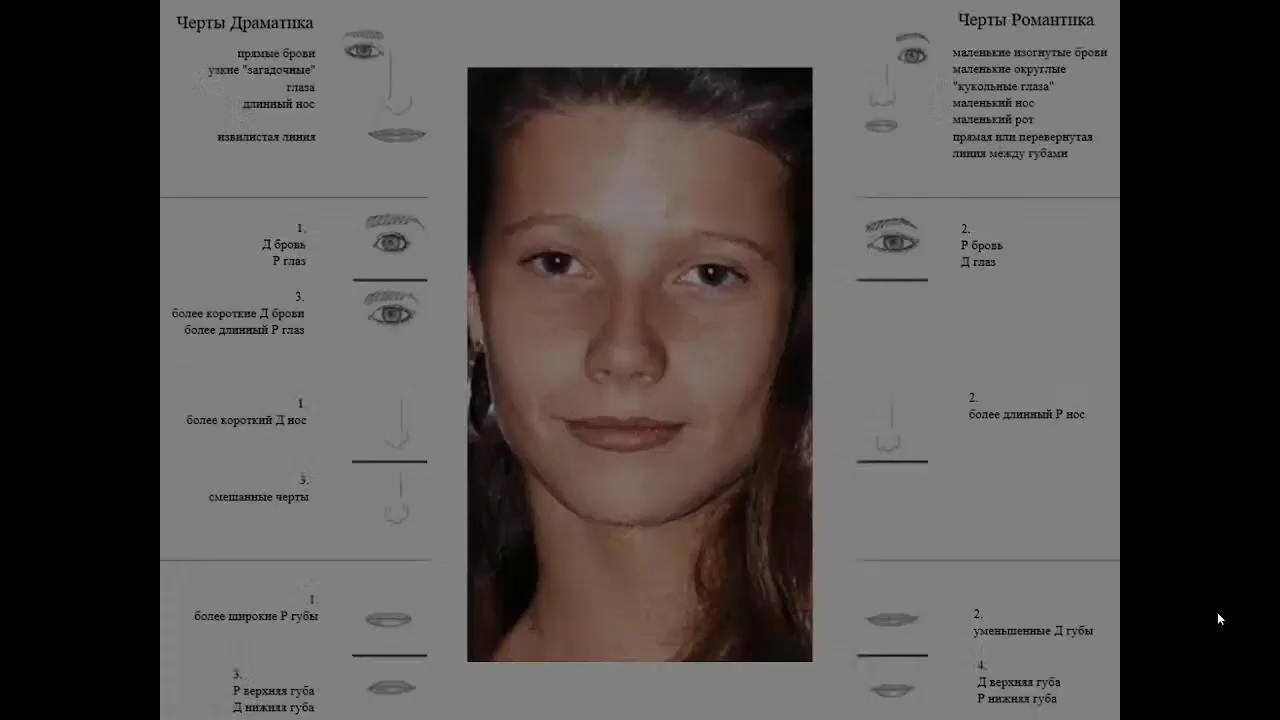 Черты Драматика
прямые брови
узкие "загадочные"
глаза
длинный нос
извилистая линия
1.
Д бровь
Р глаз
3.
более короткие Д брови
более длинный Р глаз
1
более короткий Д нос
3.
смешанные черты
1.
более широкие Р губы
3.
Р верхняя губа
Д нижняя губа
Черты Романтика
маленькие изогнутые брови
маленькие округлые
"кукольные глаза"
маленький нос
маленький рот
прямая или перевернутая
линия между губами
2.
Р бровь
Д глаз
2.
более длинный Р нос
2.
уменьшенные Д губы
4.
Д верхняя губа
Р нижняя губа